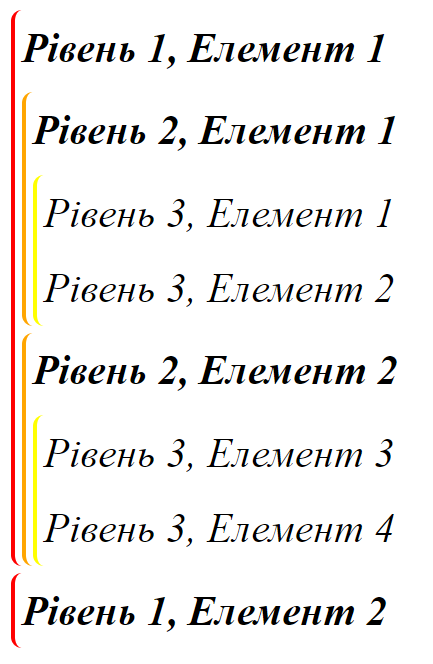 Рівень 1, Елемент 1
Рівень 2, Елемент 1
Рівень 3, Елемент 1
Рівень 3, Елемент 2
Рівень 2, Елемент 2
Рівень 3, Елемент 3
Рівень 3, Елемент 4
Рівень 1, Елемент 2